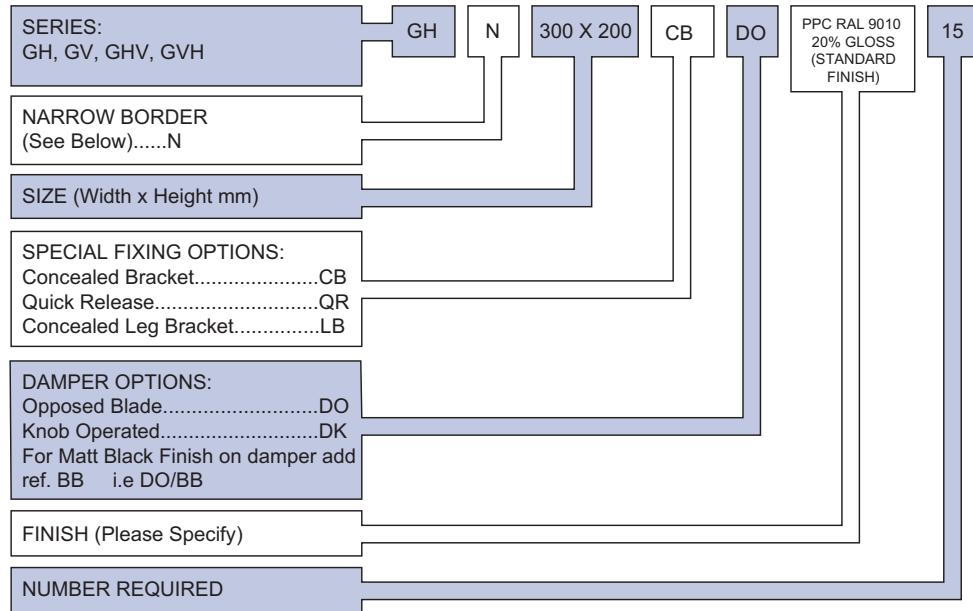 SERIES:
GH, GV, GHV, GVH
GH
N
300 X 200
CB
DO
PPC RAL 9010
20% GLOSS
(STANDARD
FINISH)
15
NARROW BORDER
(See Below)......N
SIZE (Width x Height mm)
SPECIAL FIXING OPTIONS:
Concealed Bracket.......................CB
Quick Release..............................QR
Concealed Leg Bracket...............LB
DAMPER OPTIONS:
Opposed Blade............................DO
Knob Operated............................DK
For Matt Black Finish on damper add
ref. BB i.e DO/BB
FINISH (Please Specify)
NUMBER REQUIRED